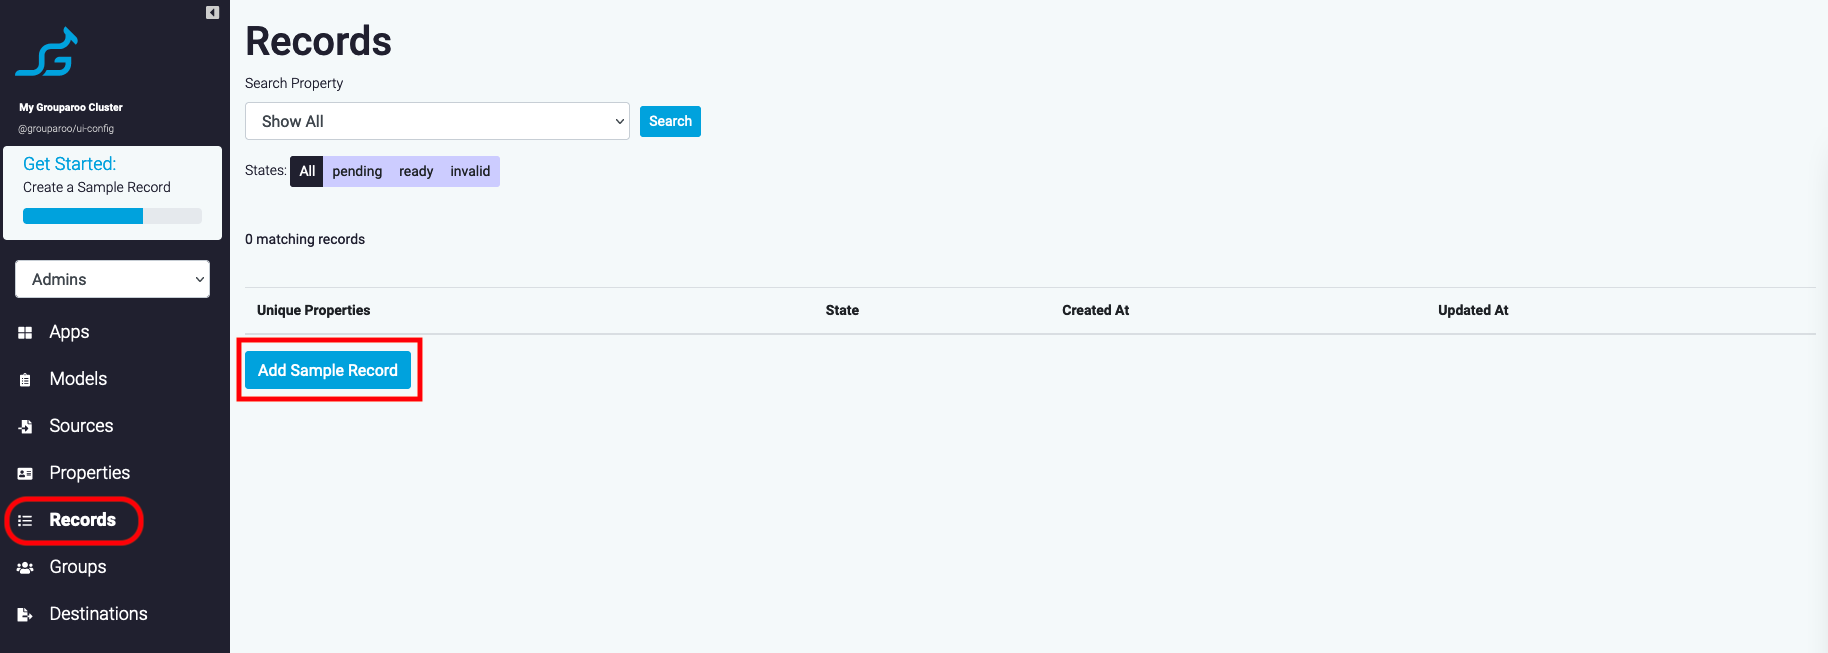 My Grouparoo Cluster
@grouparoo/ui-config
Get Started:
Create a Sample Record
Admins
Apps
Models
Sources
Properties
Records
Groups
Destinations
Records
Search Property
Show All
Search
States: All pending ready invalid
0 matching records
Unique Properties State Created At Updated At
Add Sample Record